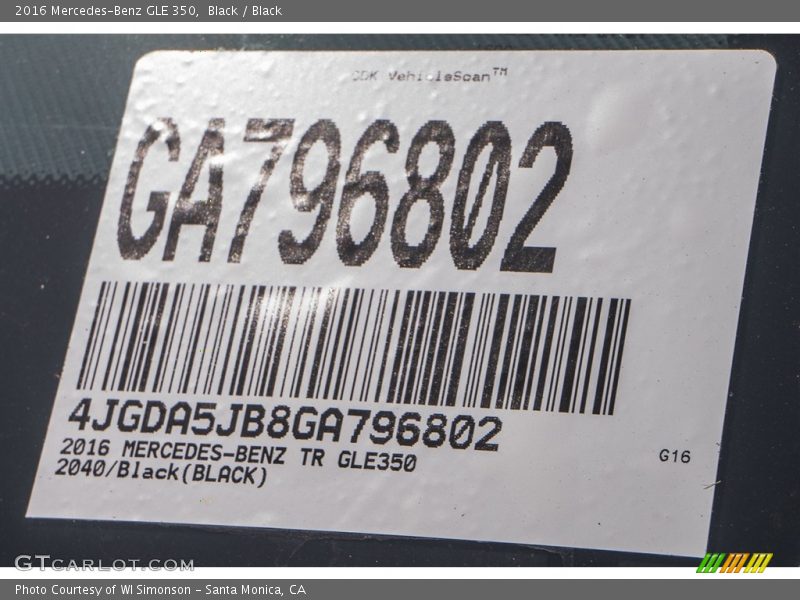 2016 Mercedes-Benz GLE 350,  Black / Black
CDK VehicleScan™
GA796802
4JGDA5JB8GA796802
2016 MERCEDES-BENZ TR GLE350
2040/Black(BLACK)
G16
GTcarlot.com
Photo Courtesy of WI Simonson - Santa Monica, CA